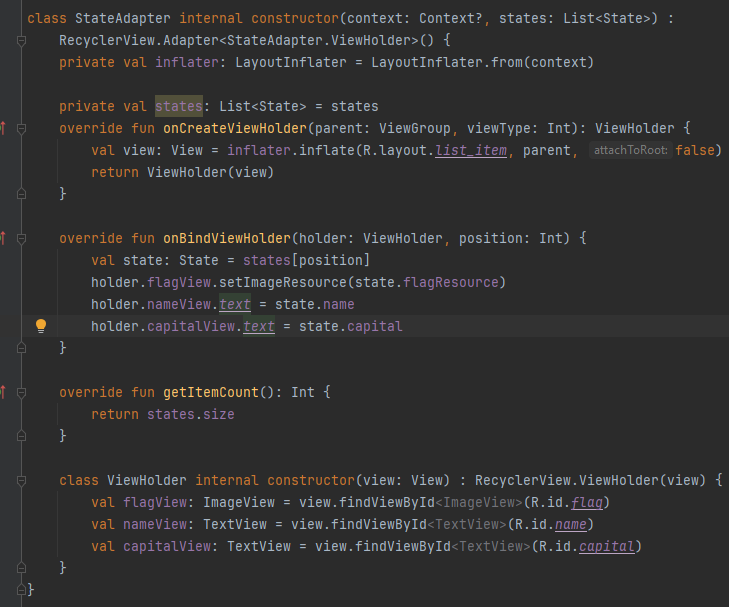 class StateAdapter internal constructor(context: Context?, states: List<State>) :
    RecyclerView.Adapter<StateAdapter.ViewHolder>() {
    private val inflater: LayoutInflater = LayoutInflater.from(context)

    private val states: List<State> = states
    override fun onCreateViewHolder(parent: ViewGroup, viewType: Int): ViewHolder {
        val view: View = inflater.inflate(R.layout.list_item, parent, attachToRoot: false)
        return ViewHolder(view)
    }

    override fun onBindViewHolder(holder: ViewHolder, position: Int) {
        val state: State = states[position]
        holder.flagView.setImageResource(state.flagResource)
        holder.nameView.text = state.name
        holder.capitalView.text = state.capital
    }

    override fun getItemCount(): Int {
        return states.size
    }

    class ViewHolder internal constructor(view: View) : RecyclerView.ViewHolder(view) {
        val flagView: ImageView = view.findViewById<ImageView>(R.id.flag)
        val nameView: TextView = view.findViewById<TextView>(R.id.name)
        val capitalView: TextView = view.findViewById<TextView>(R.id.capital)
    }
}